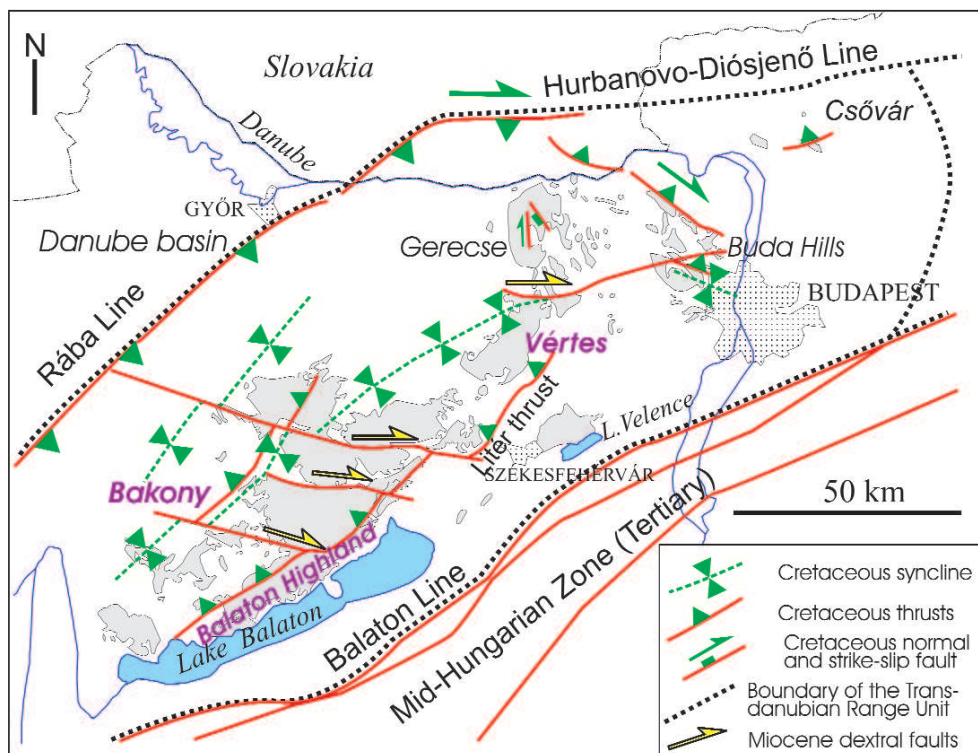 N
Slovakia
Hurbanovo-Diósjenő Line
Csővár
Danube
GYŐR
Danube basin
Gerecse
Buda Hills
BUDAPEST
Rába Line
Vértes
Litér thrust
L. Velence
SZÉKESFEHÉRVÁR
Bakony
50 km
Balaton Highland
Lake Balaton
Balaton Line
Mid-Hungarian Zone (Tertiary)
Cretaceous syncline
Cretaceous thrusts
Cretaceous normal
and strike-slip fault
Boundary of the Trans-
danubian Range Unit
Miocene dextral faults